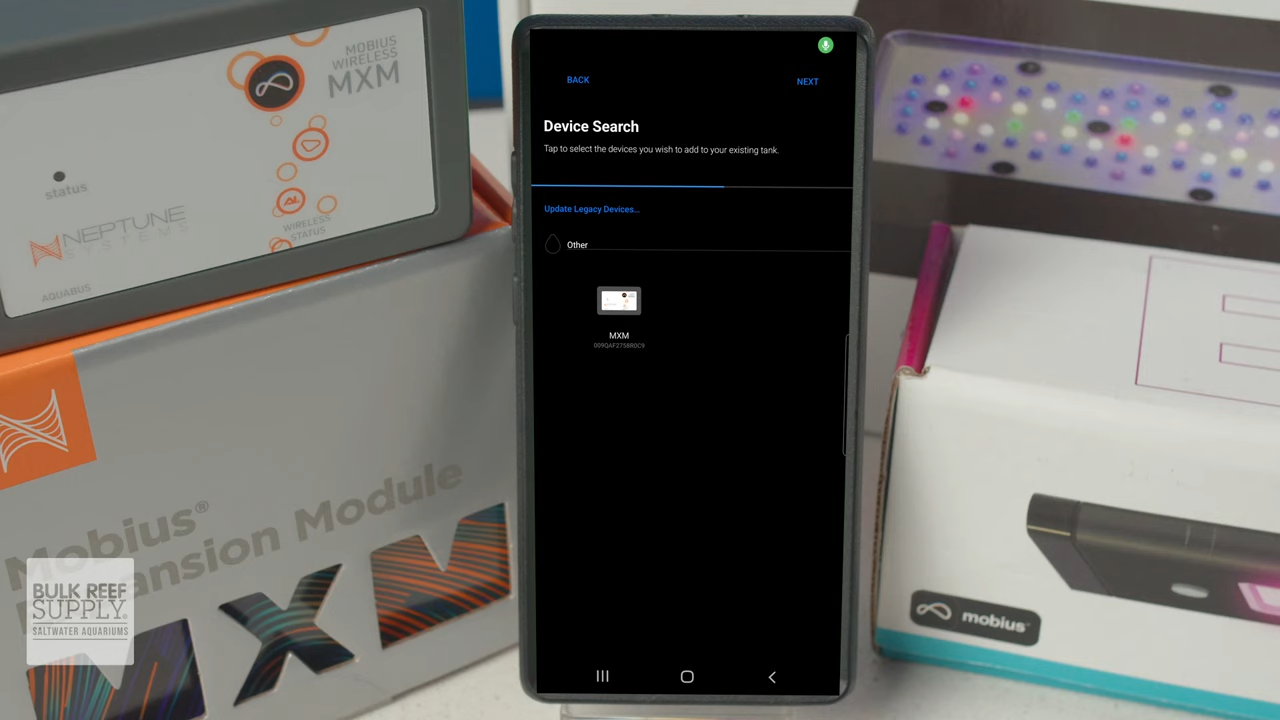 MOBIUS
WIRELESS
MXM
status
NEPTUNE
SYSTEMS
WIRELESS
STATUS
AQUABUS
Mobius®
Expansion Module
MXM
BULK REEF
SUPPLY®
SALTWATER AQUARIUMS
BACK
NEXT
Device Search
Tap to select the devices you wish to add to your existing tank.
Update Legacy Devices...
Other
MXM
mobius